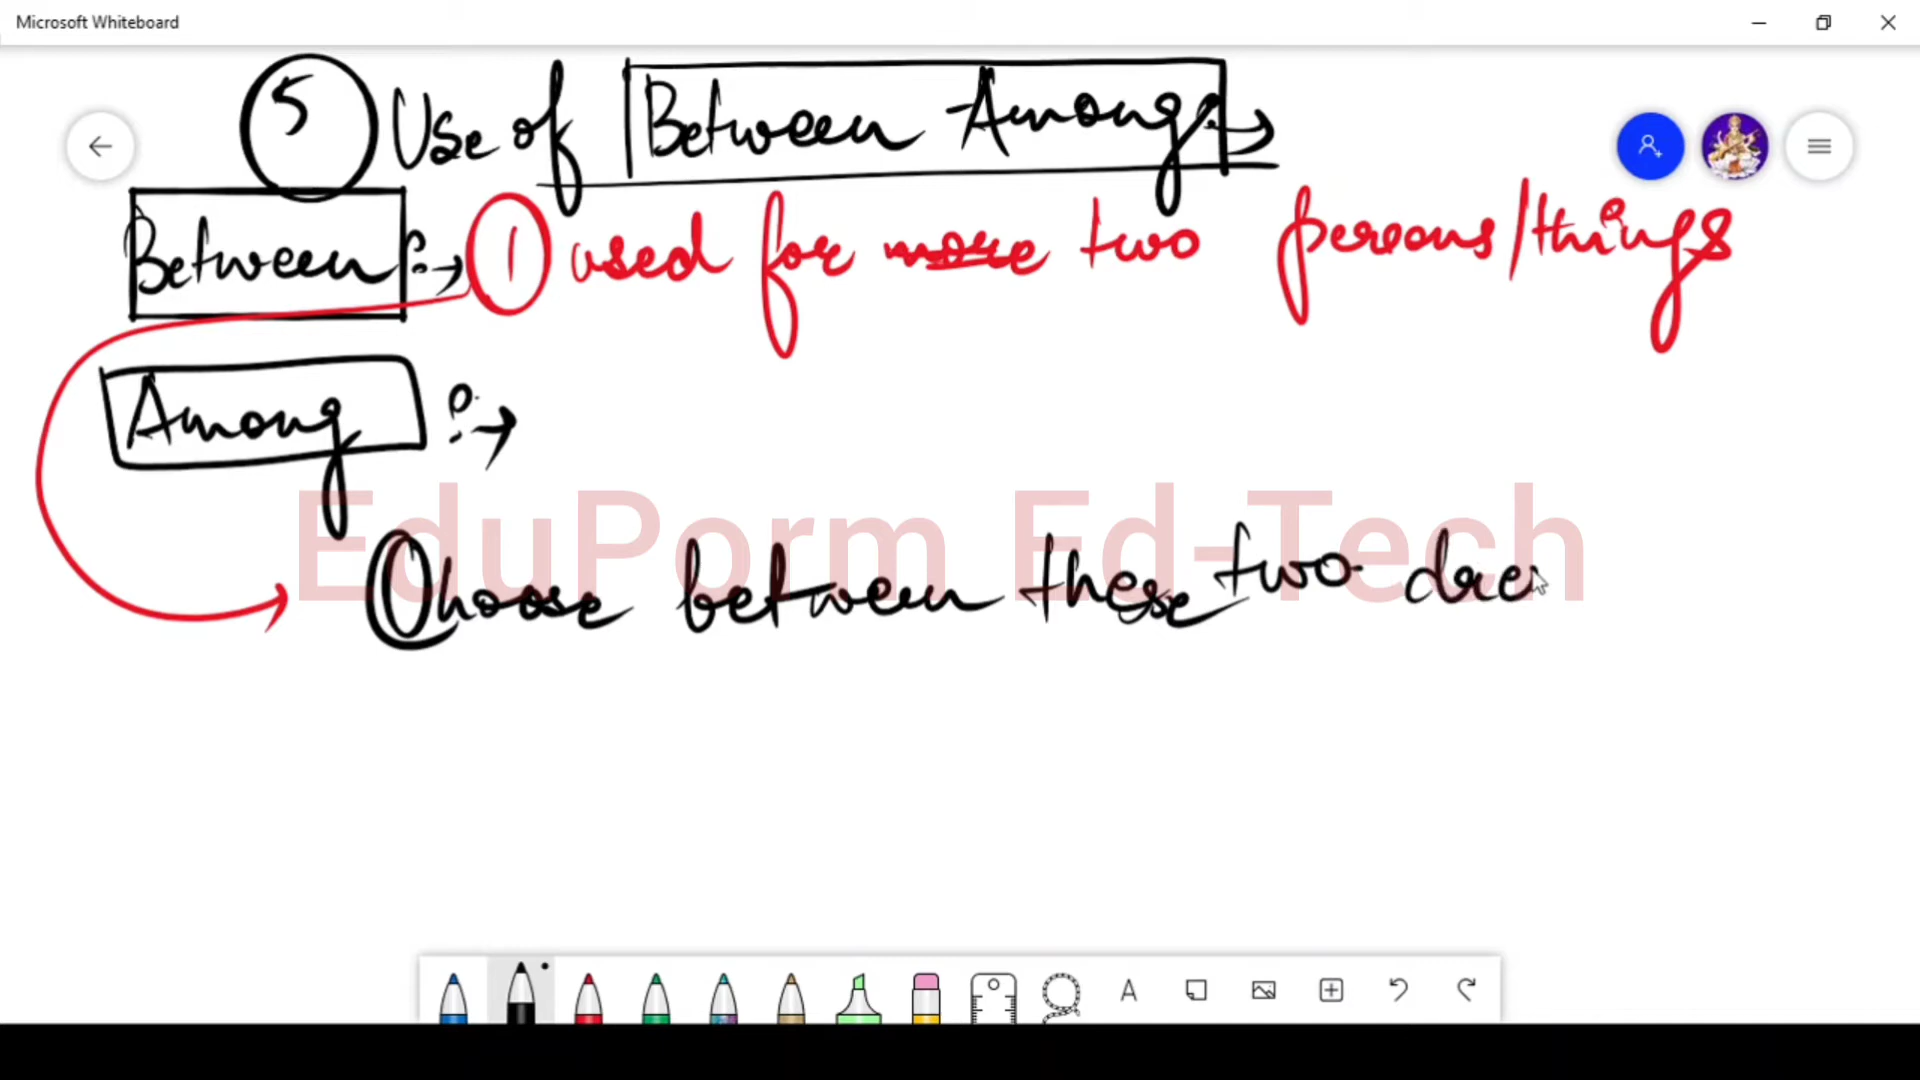 Microsoft Whiteboard
5 Use of Between Among :→
Between :→ 1 used for more two persons/things
Among :→
EduPorm Ed-Tech
Choose between these two dre